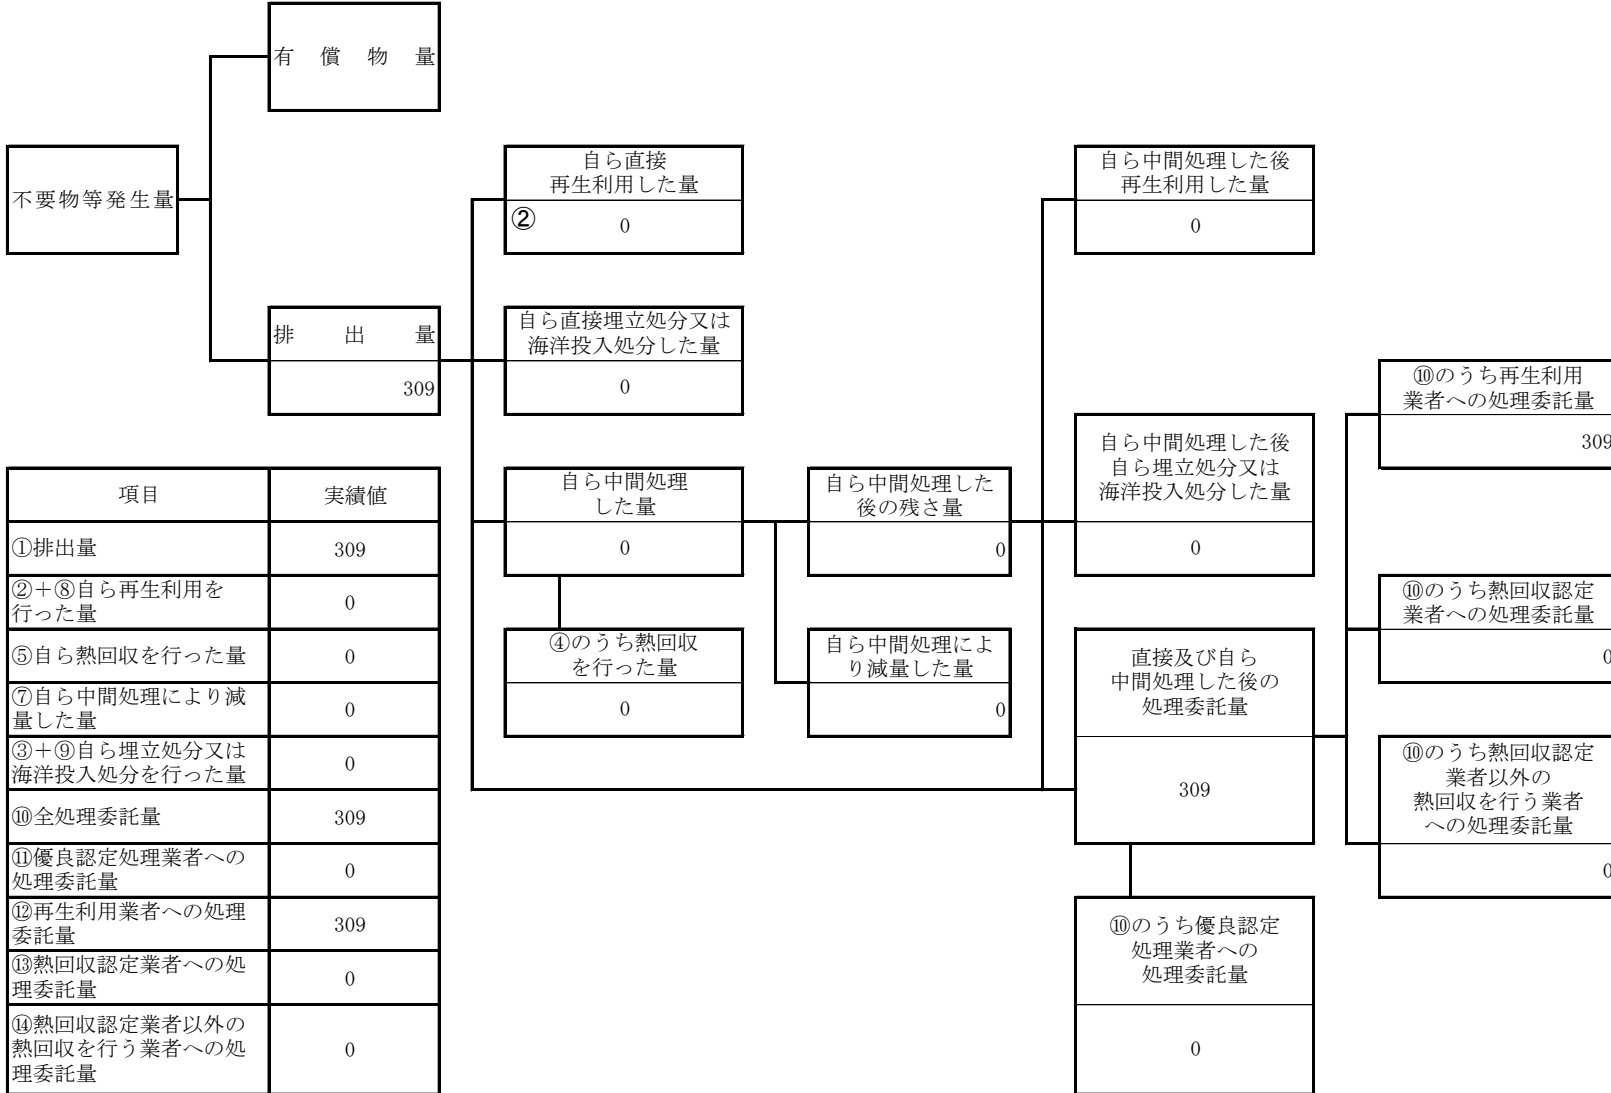 有償物量
不要物等発生量
排出量
309
自ら直接
再生利用した量
②
0
自ら直接埋立処分又は
海洋投入処分した量
0
自ら中間処理
した量
0
④のうち熱回収
を行った量
0
自ら中間処理した
後の残さ量
0
自ら中間処理によ
り減量した量
0
自ら中間処理した後
再生利用した量
0
自ら中間処理した後
自ら埋立処分又は
海洋投入処分した量
0
直接及び自ら
中間処理した後の
処理委託量
309
⑩のうち優良認定
処理業者への
処理委託量
0
⑩のうち再生利用
業者への処理委託量
309
⑩のうち熱回収認定
業者への処理委託量
0
⑩のうち熱回収認定
業者以外の
熱回収を行う業者
への処理委託量
0
項目 実績値
①排出量 309
②＋⑧自ら再生利用を
行った量 0
⑤自ら熱回収を行った量 0
⑦自ら中間処理により減
量した量 0
③＋⑨自ら埋立処分又は
海洋投入処分を行った量 0
⑩全処理委託量 309
⑪優良認定処理業者への
処理委託量 0
⑫再生利用業者への処理
委託量 309
⑬熱回収認定業者への処
理委託量 0
⑭熱回収認定業者以外の
熱回収を行う業者への処
理委託量 0